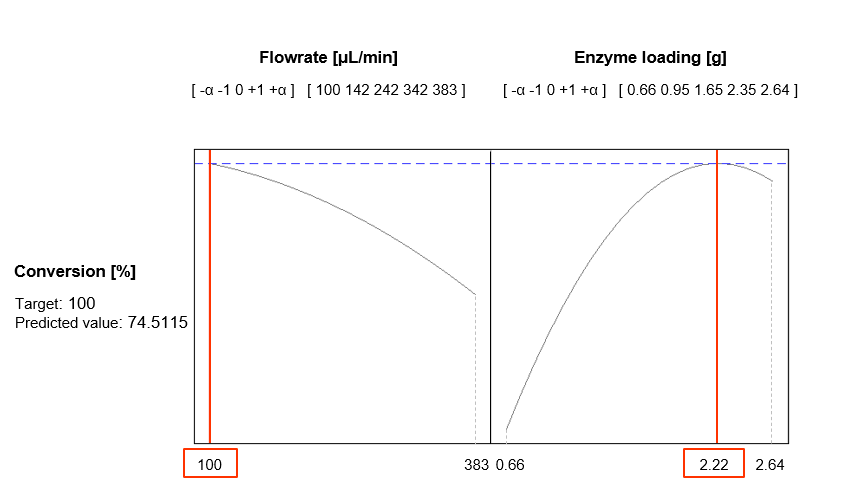 Flowrate [µL/min] Enzyme loading [g]
[ -α -1 0 +1 +α ] [ 100 142 242 342 383 ] [ -α -1 0 +1 +α ] [ 0.66 0.95 1.65 2.35 2.64 ]
Conversion [%]
Target: 100
Predicted value: 74.5115
100 383 0.66 2.22 2.64